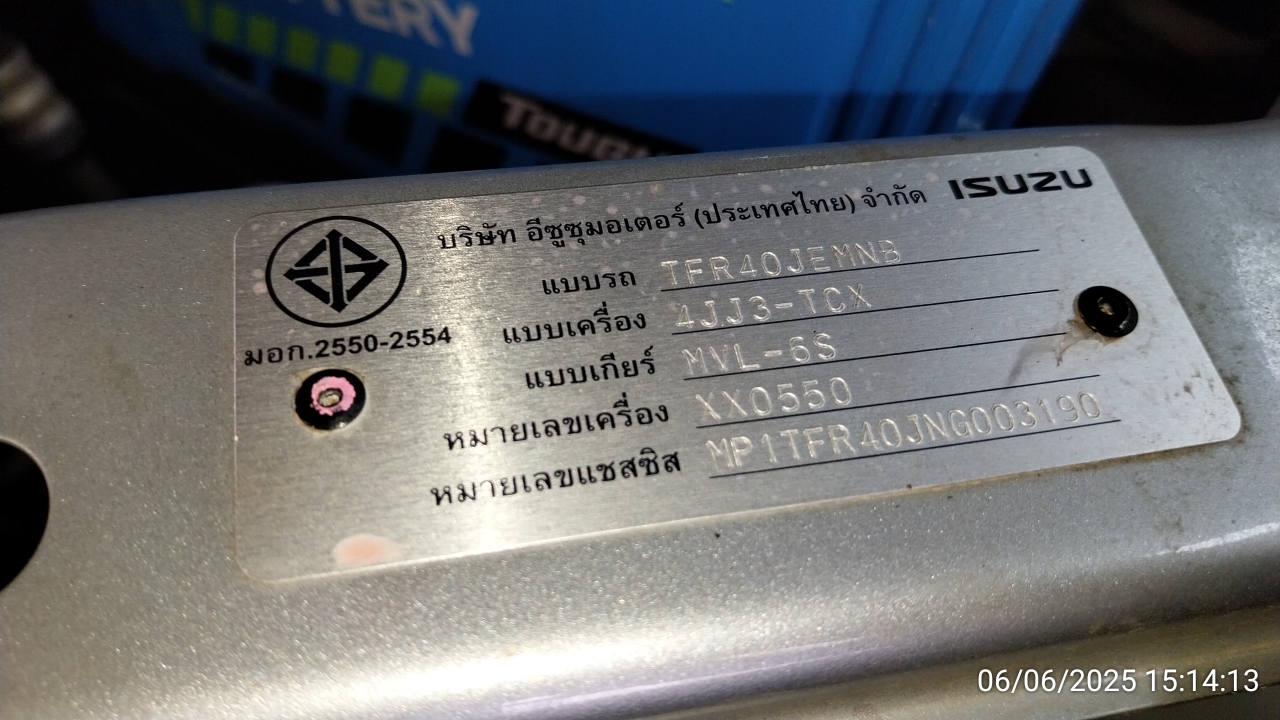 TOUGH
บริษัท อีซูซุมอเตอร์ (ประเทศไทย) จำกัด ISUZU
แบบรถ TFR40JEMNB
แบบเครื่อง 4JJ3-TCX
มอก.2550-2554
แบบเกียร์ MVL-6S
หมายเลขเครื่อง XX0550
หมายเลขแชสซิส MP1TFR40JNG003190
06/06/2025 15:14:13